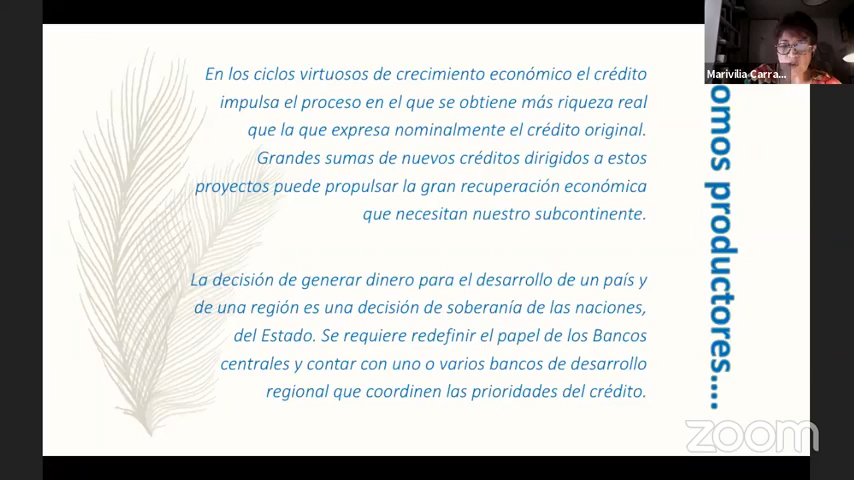 En los ciclos virtuosos de crecimiento económico el crédito
impulsa el proceso en el que se obtiene más riqueza real
que la que expresa nominalmente el crédito original.
Grandes sumas de nuevos créditos dirigidos a estos
proyectos puede propulsar la gran recuperación económica
que necesitan nuestro subcontinente.
La decisión de generar dinero para el desarrollo de un país y
de una región es una decisión de soberanía de las naciones,
del Estado. Se requiere redefinir el papel de los Bancos
centrales y contar con uno o varios bancos de desarrollo
regional que coordinen las prioridades del crédito.
omos productores....
Marivilia Carra...
zoom